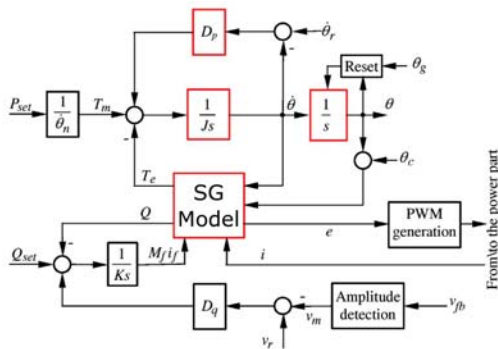 D_p
θ̇_r
-
Reset
θ_g
P_set
1/θ̇_n
T_m
1/Js
θ̇
1/s
θ
-
T_e
θ_c
SG
Model
Q
e
PWM
generation
From\to the power part
Q_set
-
1/Ks
M_f i_f
i
D_q
-
v_m
Amplitude
detection
v_fb
v_r